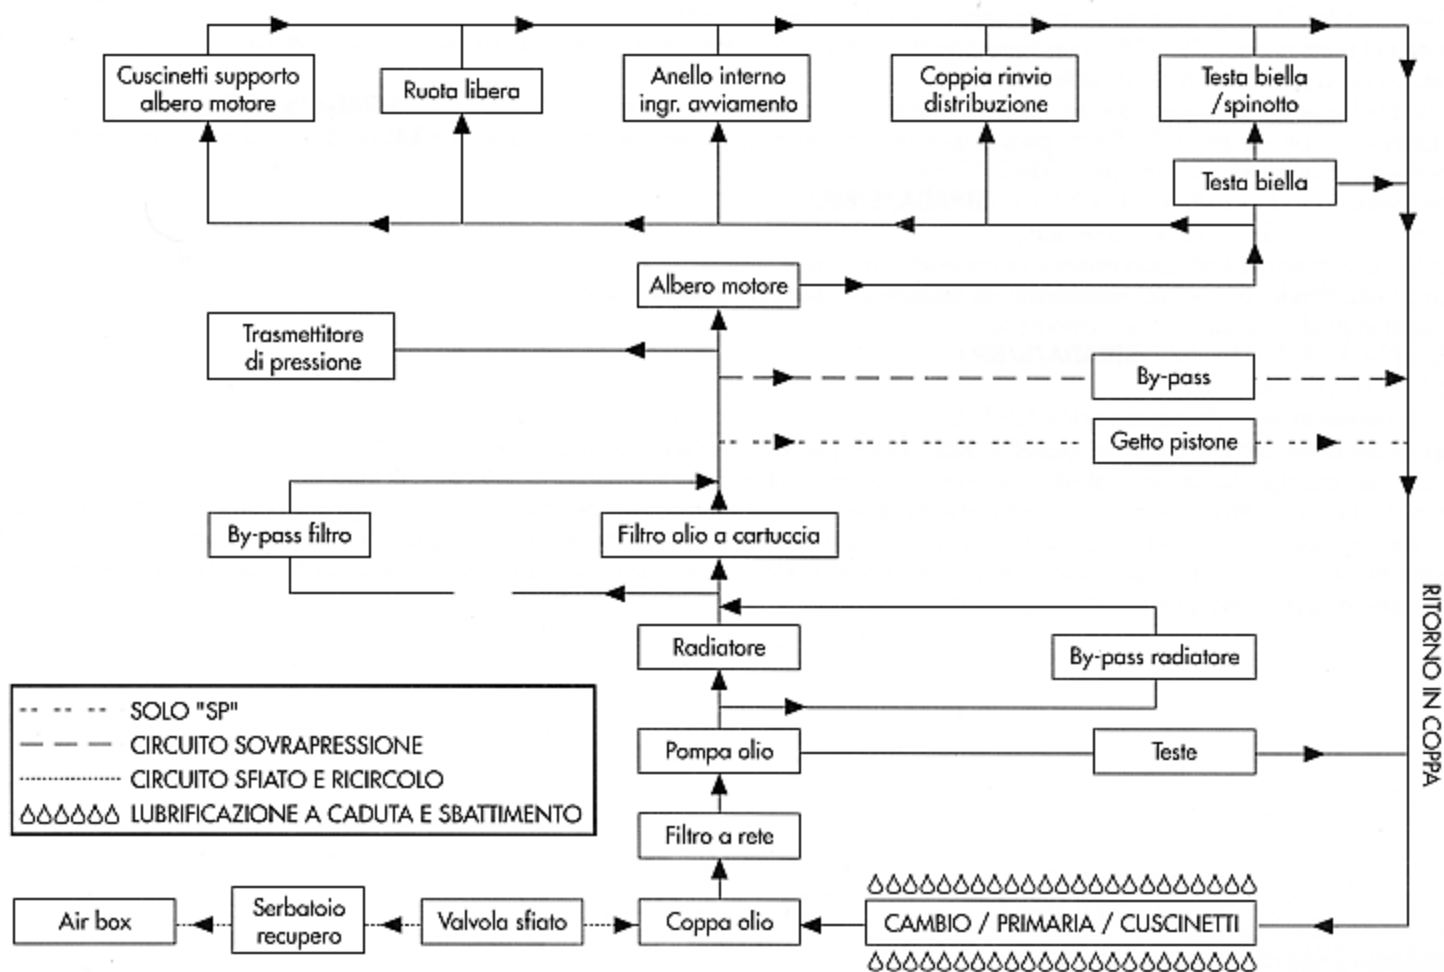 Cuscinetti supporto
albero motore
Ruota libera
Anello interno
ingr. avviamento
Coppia rinvio
distribuzione
Testa biella
/spinotto
Testa biella
Albero motore
Trasmettitore
di pressione
By-pass
Getto pistone
By-pass filtro
Filtro olio a cartuccia
Radiatore
By-pass radiatore
RITORNO IN COPPA
SOLO "SP"
CIRCUITO SOVRAPRESSIONE
CIRCUITO SFIATO E RICIRCOLO
LUBRIFICAZIONE A CADUTA E SBATTIMENTO
Pompa olio
Teste
Filtro a rete
Air box
Serbatoio
recupero
Valvola sfiato
Coppa olio
CAMBIO / PRIMARIA / CUSCINETTI